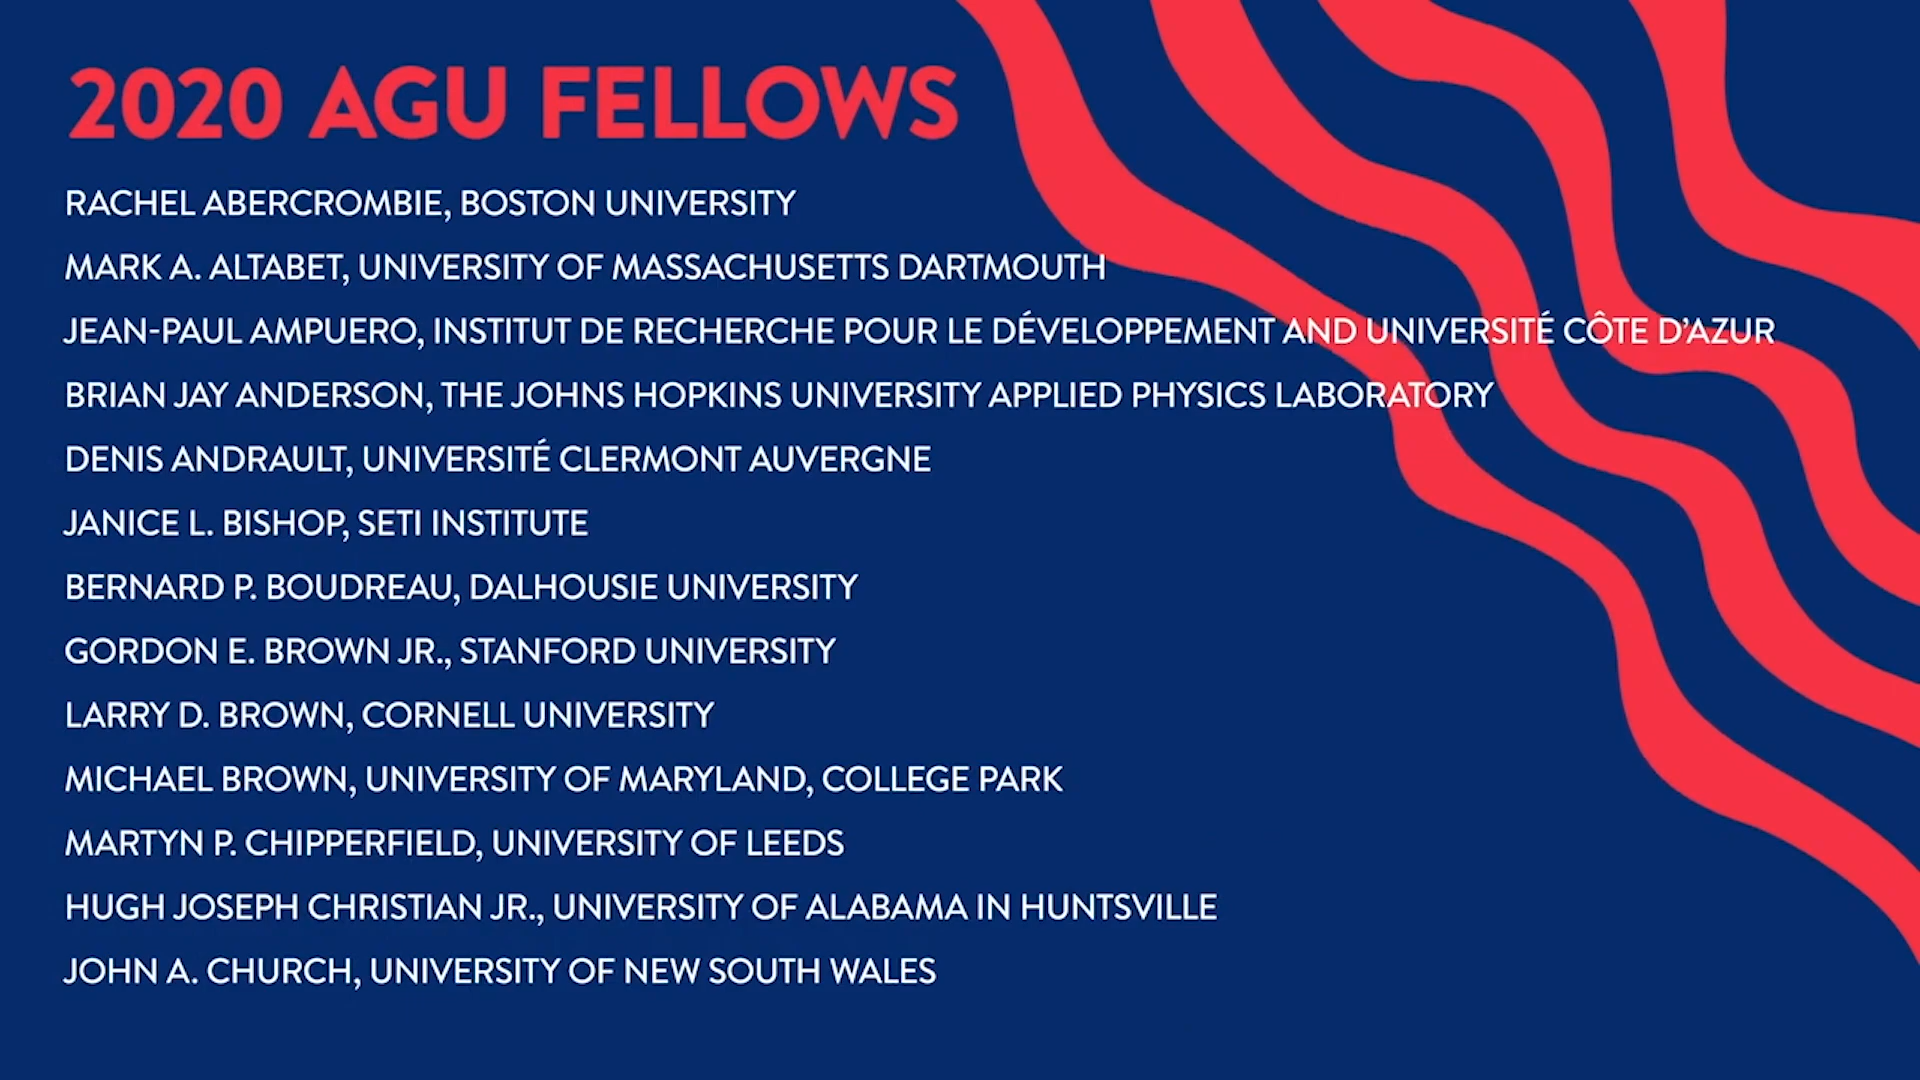 2020 AGU FELLOWS
RACHEL ABERCROMBIE, BOSTON UNIVERSITY
MARK A. ALTABET, UNIVERSITY OF MASSACHUSETTS DARTMOUTH
JEAN-PAUL AMPUERO, INSTITUT DE RECHERCHE POUR LE DÉVELOPPEMENT AND UNIVERSITÉ CÔTE D’AZUR
BRIAN JAY ANDERSON, THE JOHNS HOPKINS UNIVERSITY APPLIED PHYSICS LABORATORY
DENIS ANDRAULT, UNIVERSITÉ CLERMONT AUVERGNE
JANICE L. BISHOP, SETI INSTITUTE
BERNARD P. BOUDREAU, DALHOUSIE UNIVERSITY
GORDON E. BROWN JR., STANFORD UNIVERSITY
LARRY D. BROWN, CORNELL UNIVERSITY
MICHAEL BROWN, UNIVERSITY OF MARYLAND, COLLEGE PARK
MARTYN P. CHIPPERFIELD, UNIVERSITY OF LEEDS
HUGH JOSEPH CHRISTIAN JR., UNIVERSITY OF ALABAMA IN HUNTSVILLE
JOHN A. CHURCH, UNIVERSITY OF NEW SOUTH WALES